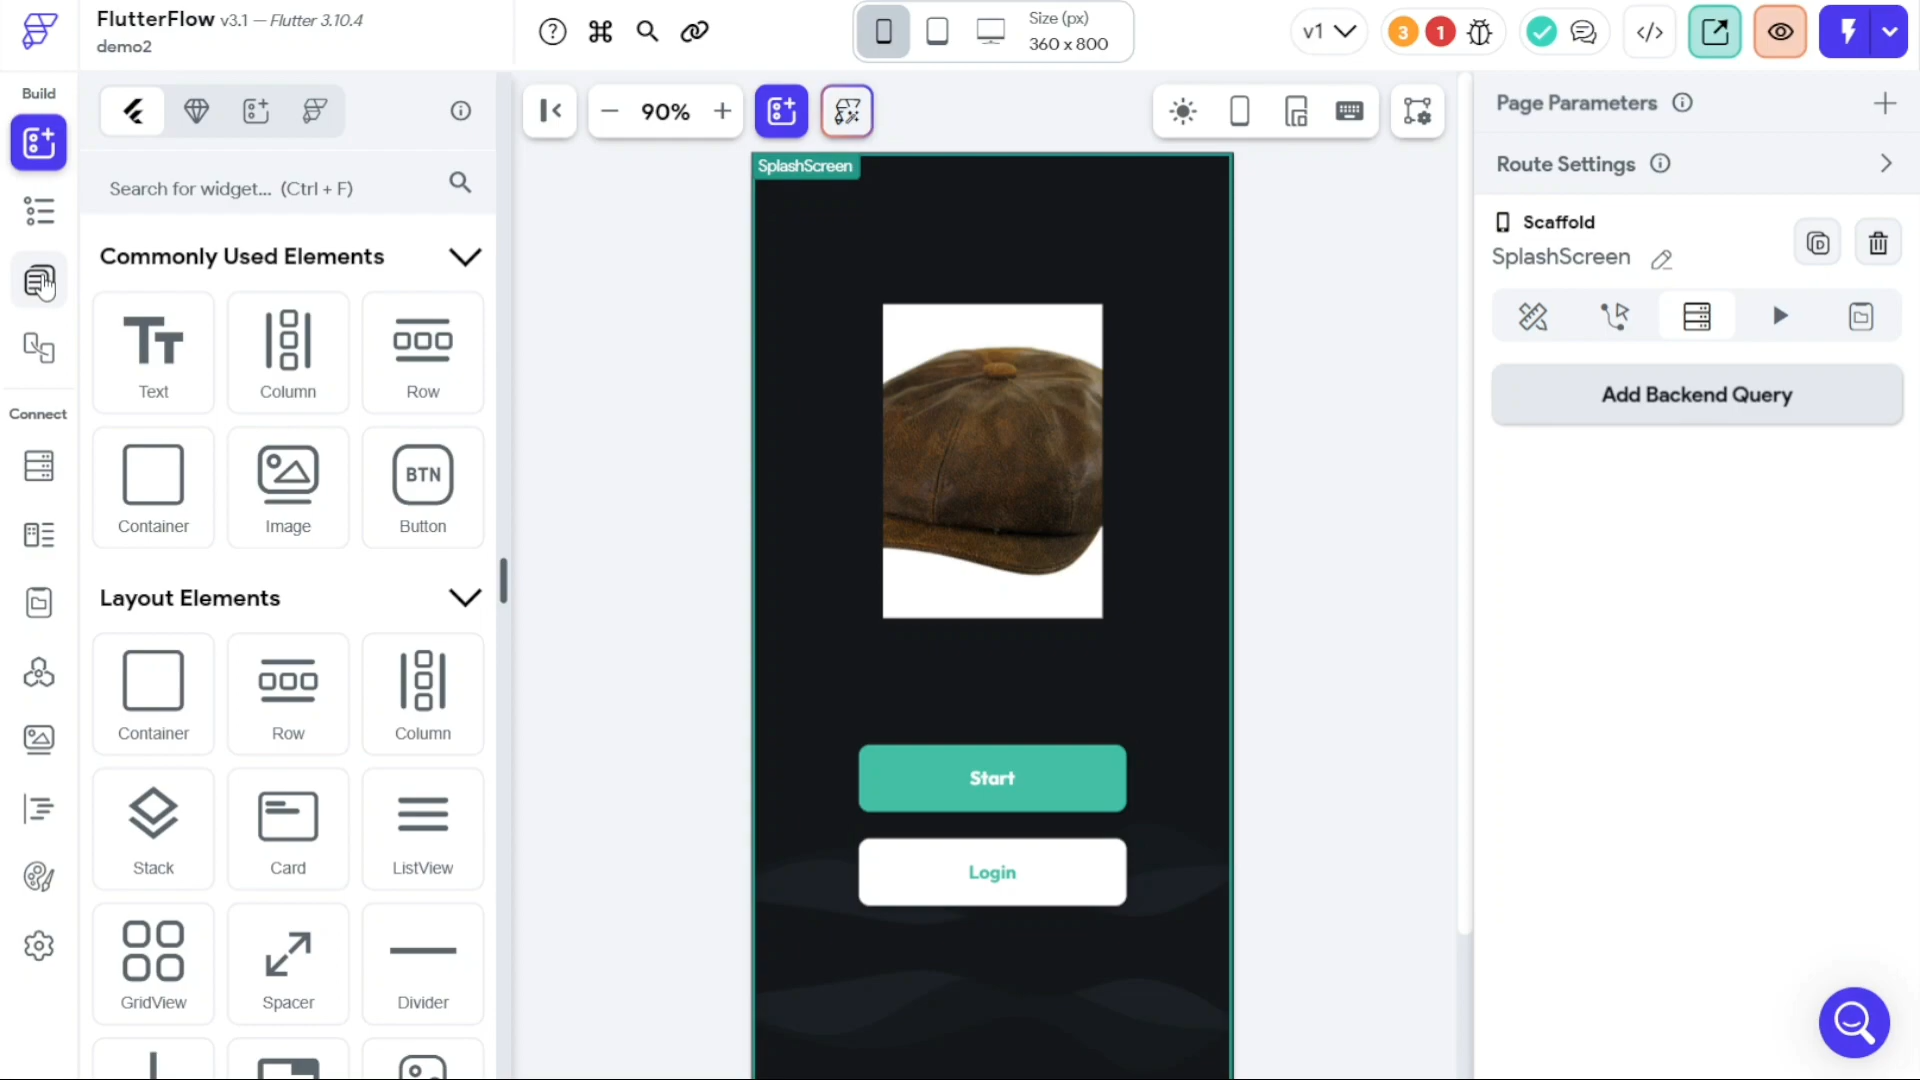 FlutterFlow v3.1 — Flutter 3.10.4
demo2
Size (px)
360 x 800
v1
3
1
</>
Build
Connect
Search for widget... (Ctrl + F)
Commonly Used Elements
TT
Text
Column
Row
Container
Image
BTN
Button
Layout Elements
Container
Row
Column
Stack
Card
ListView
GridView
Spacer
Divider
90%
SplashScreen
Start
Login
Page Parameters
Route Settings
Scaffold
SplashScreen
Add Backend Query